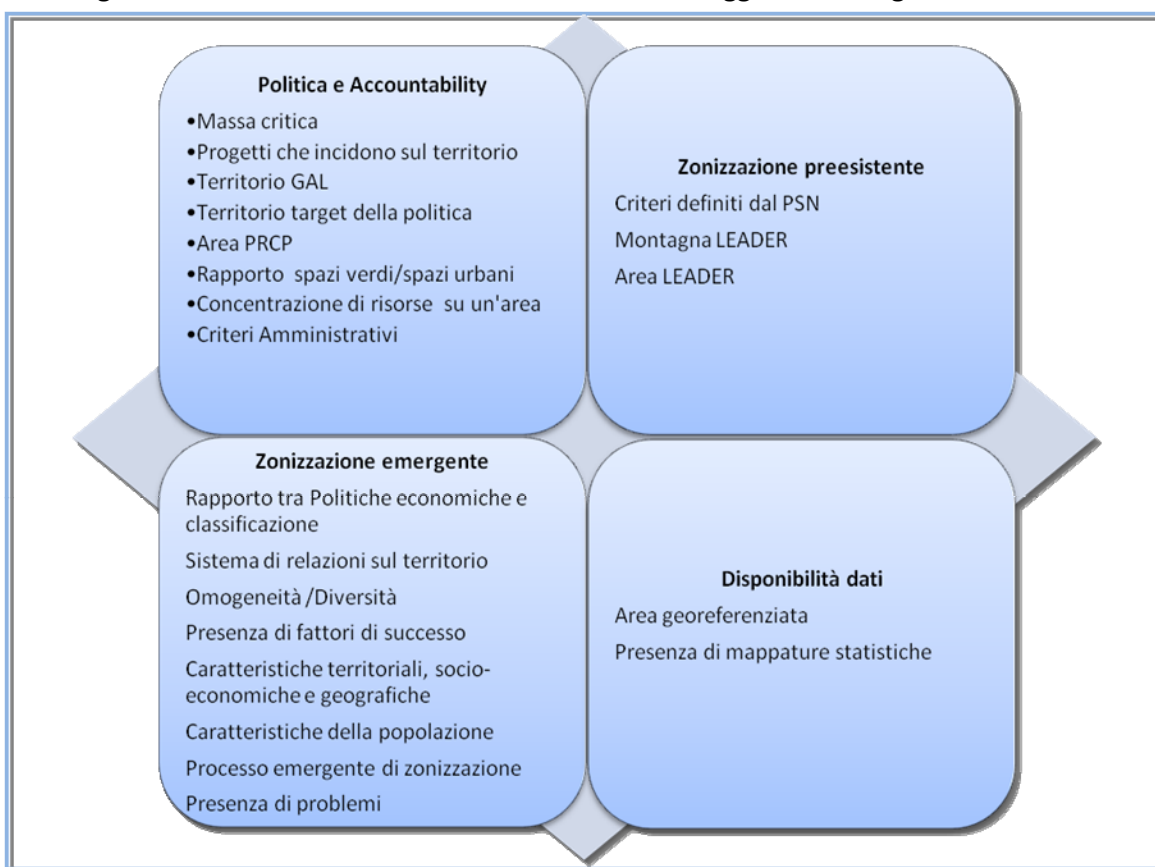 Politica e Accountability
•Massa critica
•Progetti che incidono sul territorio
•Territorio GAL
•Territorio target della politica
•Area PRCP
•Rapporto spazi verdi/spazi urbani
•Concentrazione di risorse su un'area
•Criteri Amministrativi
Zonizzazione preesistente
Criteri definiti dal PSN
Montagna LEADER
Area LEADER
Zonizzazione emergente
Rapporto tra Politiche economiche e
classificazione
Sistema di relazioni sul territorio
Omogeneità /Diversità
Presenza di fattori di successo
Caratteristiche territoriali, socio-
economiche e geografiche
Caratteristiche della popolazione
Processo emergente di zonizzazione
Presenza di problemi
Disponibilità dati
Area georeferenziata
Presenza di mappature statistiche